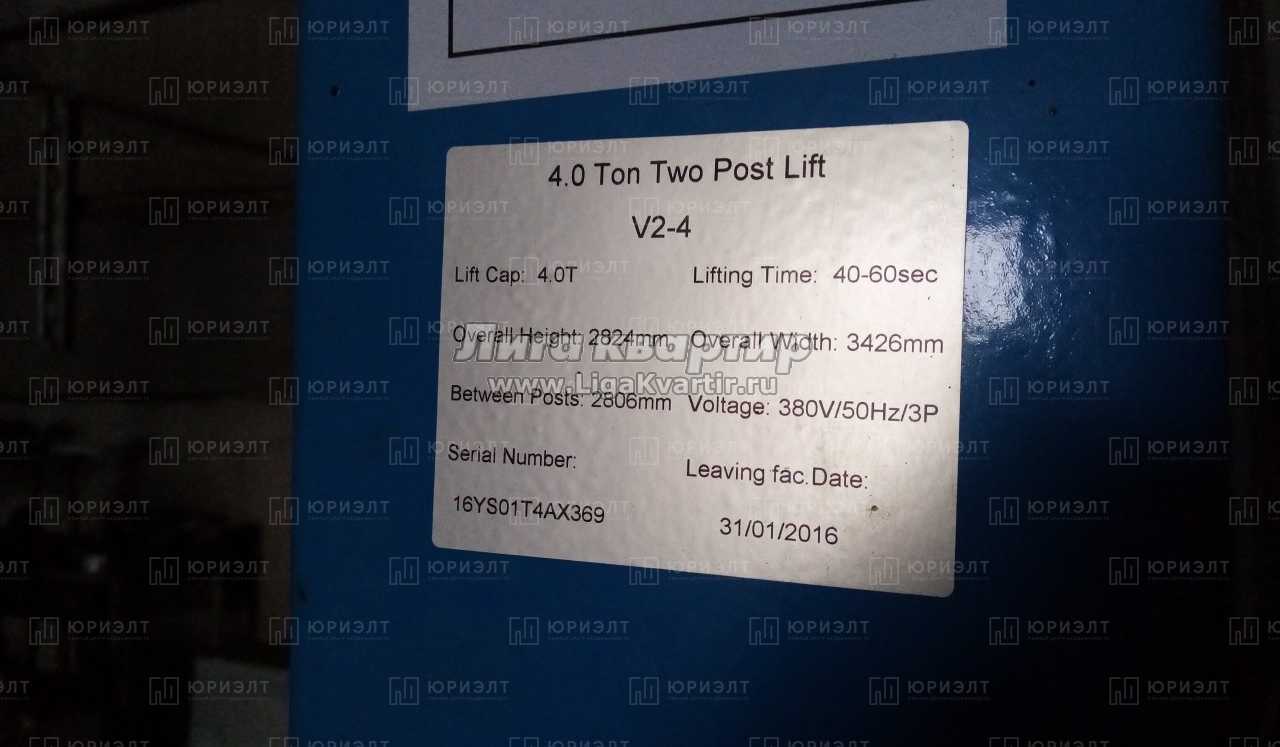 4.0 Ton Two Post Lift
V2-4
Lift Cap: 4.0T Lifting Time: 40-60sec
Overall Height: 2824mm Overall Width: 3426mm
Лига Квартир
www.LigaKvartir.ru
Between Posts: 2806mm Voltage: 380V/50Hz/3P
Serial Number: Leaving fac.Date:
16YS01T4AX369 31/01/2016
ЮРИЭЛТ